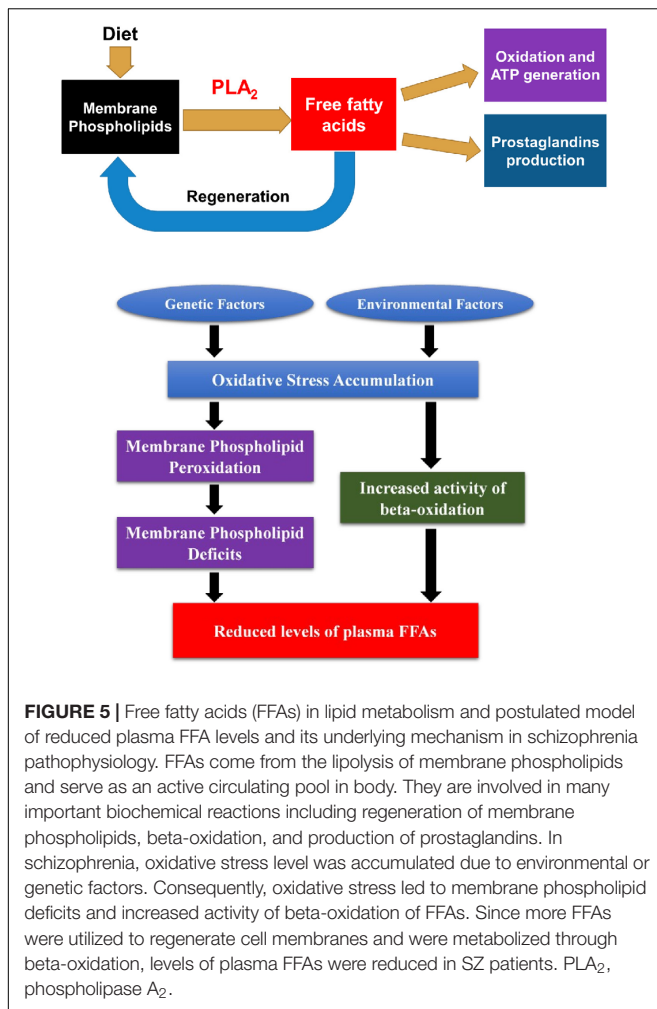 Diet
Membrane
Phospholipids
PLA₂
Free fatty
acids
Oxidation and
ATP generation
Prostaglandins
production
Regeneration
Genetic Factors
Environmental Factors
Oxidative Stress Accumulation
Membrane Phospholipid
Peroxidation
Increased activity of
beta-oxidation
Membrane Phospholipid
Deficits
Reduced levels of plasma FFAs
FIGURE 5 | Free fatty acids (FFAs) in lipid metabolism and postulated model
of reduced plasma FFA levels and its underlying mechanism in schizophrenia
pathophysiology. FFAs come from the lipolysis of membrane phospholipids
and serve as an active circulating pool in body. They are involved in many
important biochemical reactions including regeneration of membrane
phospholipids, beta-oxidation, and production of prostaglandins. In
schizophrenia, oxidative stress level was accumulated due to environmental or
genetic factors. Consequently, oxidative stress led to membrane phospholipid
deficits and increased activity of beta-oxidation of FFAs. Since more FFAs
were utilized to regenerate cell membranes and were metabolized through
beta-oxidation, levels of plasma FFAs were reduced in SZ patients. PLA₂,
phospholipase A₂.